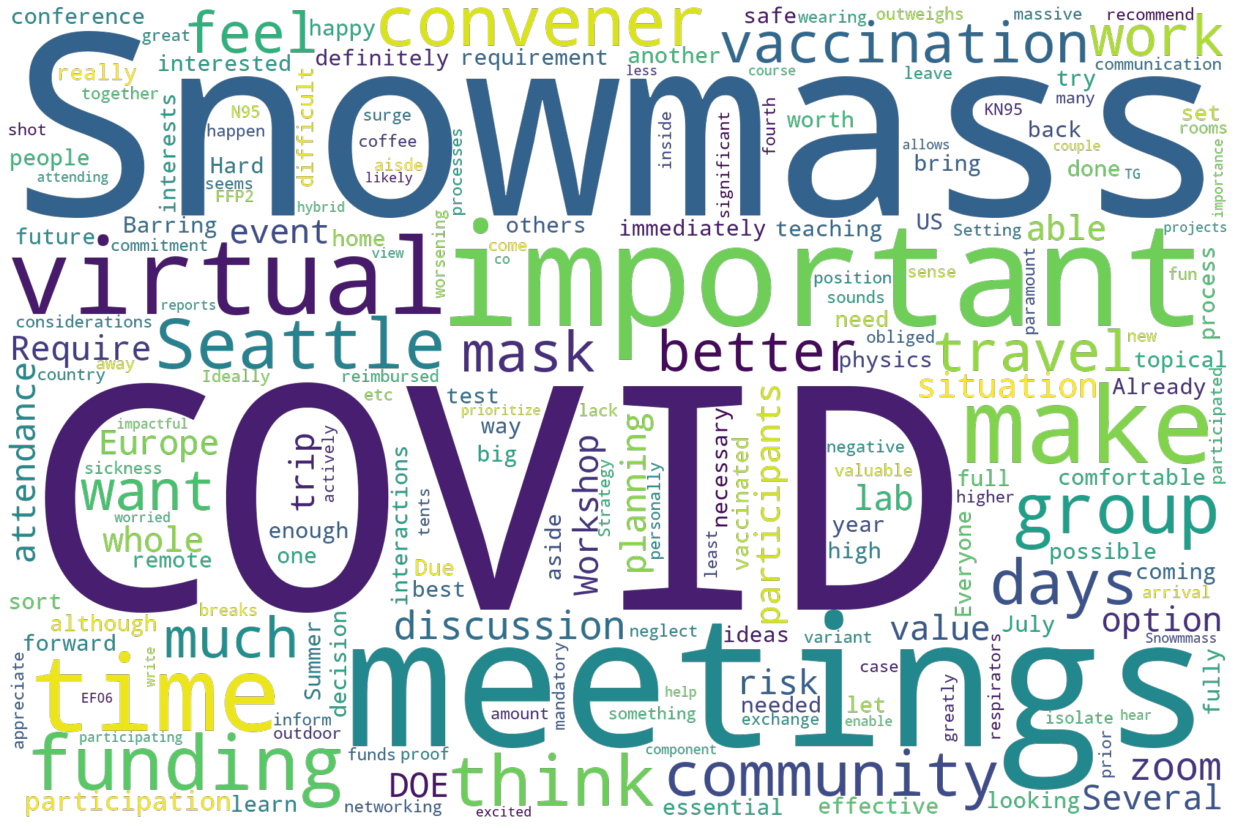 conference
great
feel
happy
convener
safe
wearing
outweighs
massive
recommend
interested
definitely
requirement
another
vaccination
work
really
together
less
course
leave
communication
try
many
Snowmass
shot
people
attending
interests
N95
happen
Hard
seems
FFP2
difficult
hybrid
surge
coffee
aisde
likely
processes
inside
significant
fourth
worth
allows
bring
KN95
back
couple
done
TG
set
rooms
importance
future
Barring
commitment
event
home
view
worsening
come
co
others
immediately
teaching
US
Setting
able
projects
virtual
important
reports
position
sounds
need
sense
paramount
fun
process
considerations
Require
country
away
Seattle
Ideally
reimbursed
etc
mask
better
obliged
physics
travel
new
topical
attendance
impactful
Europe
sickness
want
worried
whole
remote
trip
actively
enough
one
test
prioritize
lack
way
big
Strategy
planning
personally
participants
situation
Already
participated
make
COVID
interactions
Due
best
tents
aside
Workshop
least
necessary
vaccinated
negative
valuable
lab
year
high
full
comfortable
higher
group
Everyone
possible
days
coming
arrival
sort
although
breaks
forward
much
Summer
decision
discussion
neglect
ideas
variant
value
July
option
Snowmmass
time
meetings
appreciate
write
EF06
inform
outdoor
participating
amount
mandatory
help
something
risk
needed
exchange
case
let
enable
greatly
respirators
isolate
hear
fully
funding
funds
proof
component
prior
zoom
participation
learn
networking
DOE
think
excited
community
essential
effective
looking
Several